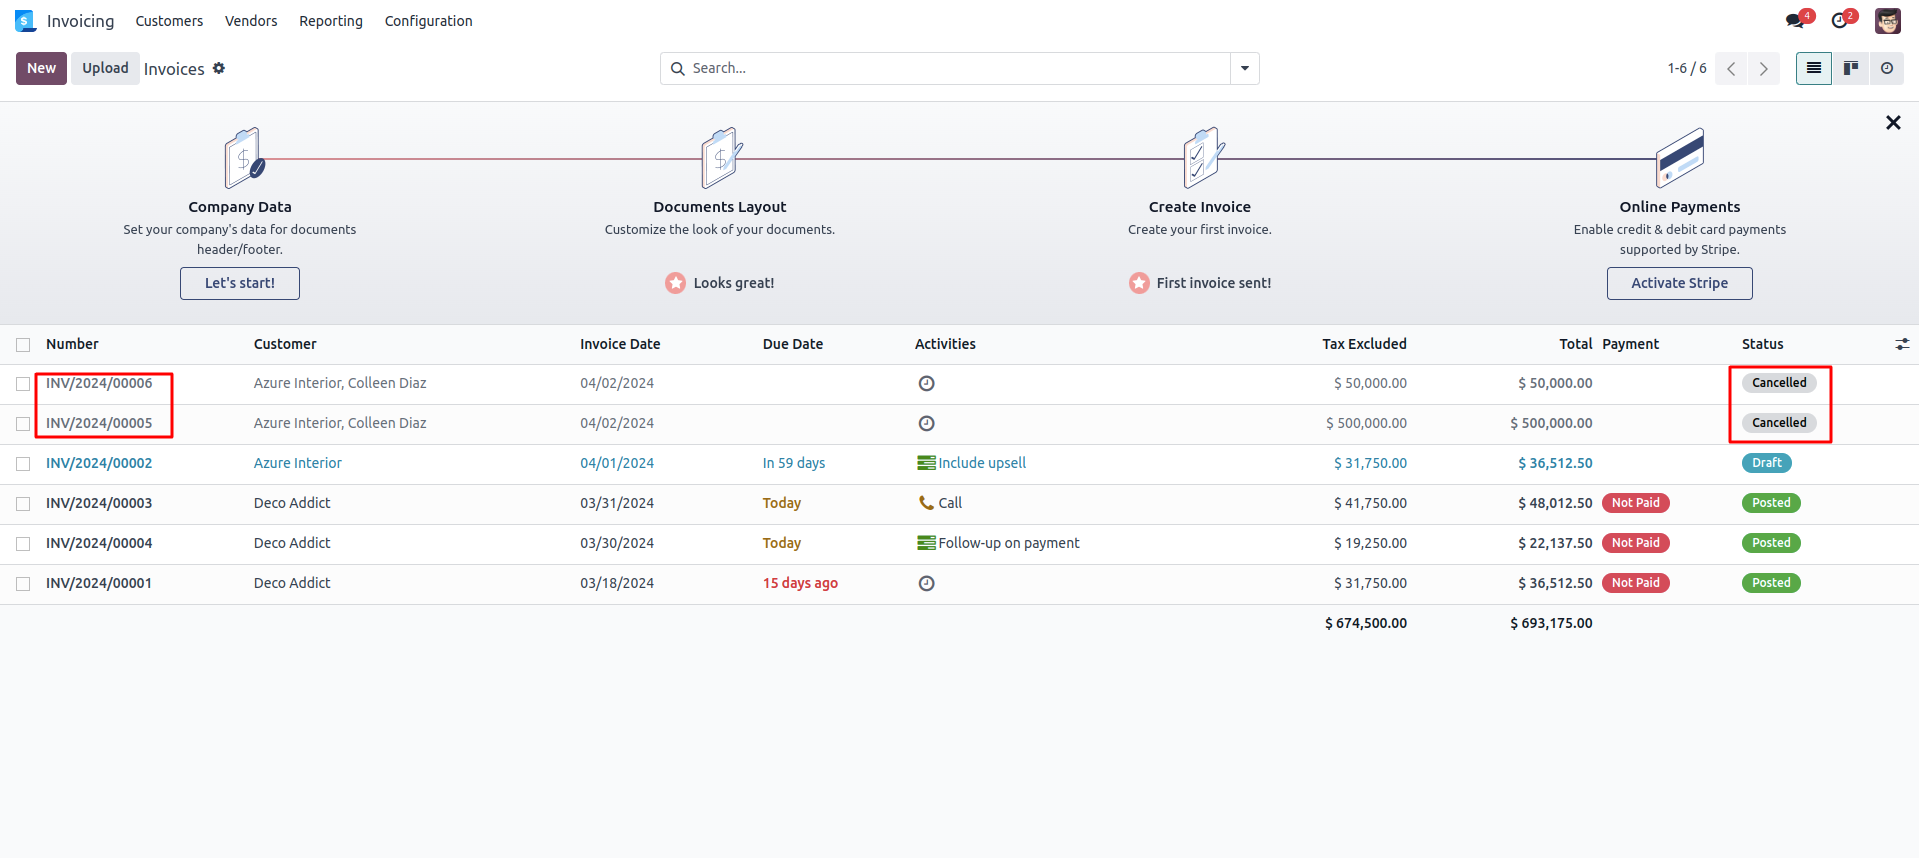 Invoicing Customers Vendors Reporting Configuration 4 2
New Upload Invoices Search... 1-6 / 6
Company Data
Set your company's data for documents
header/footer.
Let's start!
Documents Layout
Customize the look of your documents.
Looks great!
Create Invoice
Create your first invoice.
First invoice sent!
Online Payments
Enable credit & debit card payments
supported by Stripe.
Activate Stripe
Number Customer Invoice Date Due Date Activities Tax Excluded Total Payment Status
INV/2024/00006 Azure Interior, Colleen Diaz 04/02/2024 $ 50,000.00 $ 50,000.00 Cancelled
INV/2024/00005 Azure Interior, Colleen Diaz 04/02/2024 $ 500,000.00 $ 500,000.00 Cancelled
INV/2024/00002 Azure Interior 04/01/2024 In 59 days Include upsell $ 31,750.00 $ 36,512.50 Draft
INV/2024/00003 Deco Addict 03/31/2024 Today Call $ 41,750.00 $ 48,012.50 Not Paid Posted
INV/2024/00004 Deco Addict 03/30/2024 Today Follow-up on payment $ 19,250.00 $ 22,137.50 Not Paid Posted
INV/2024/00001 Deco Addict 03/18/2024 15 days ago $ 31,750.00 $ 36,512.50 Not Paid Posted
$ 674,500.00 $ 693,175.00